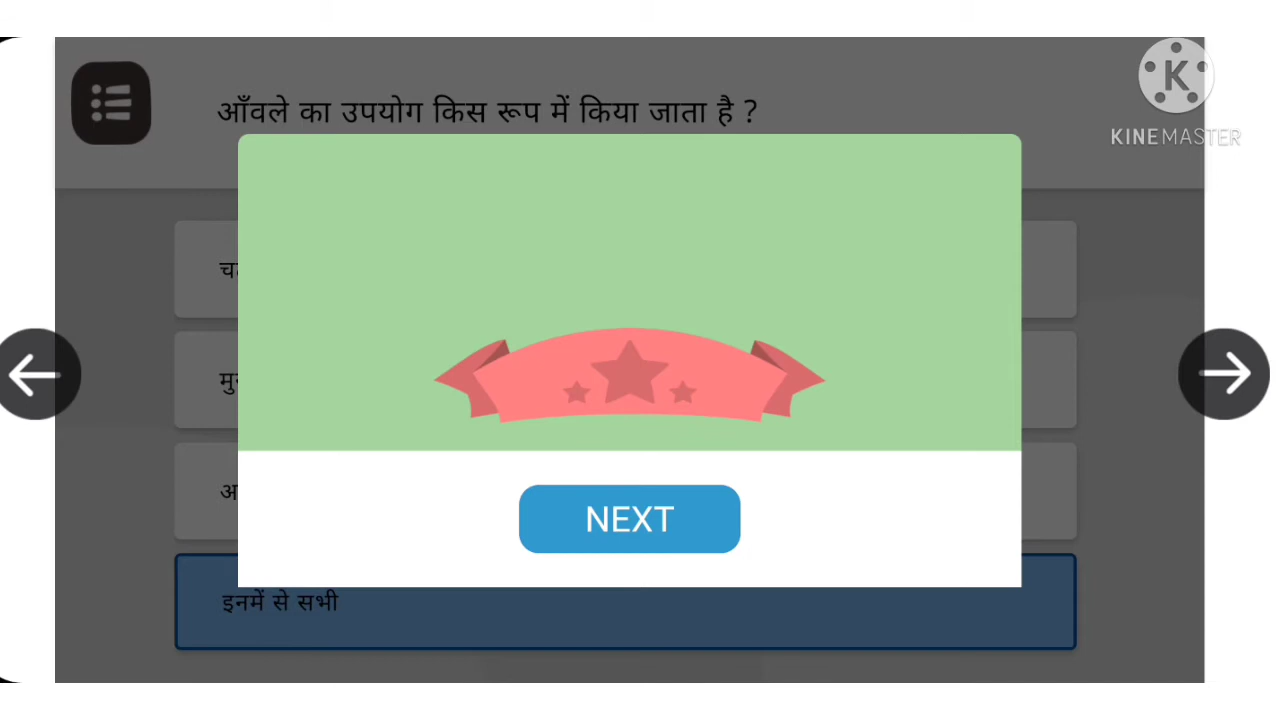 आँवले का उपयोग किस रूप में किया जाता है ?
KINEMASTER
NEXT
इनमें से सभी